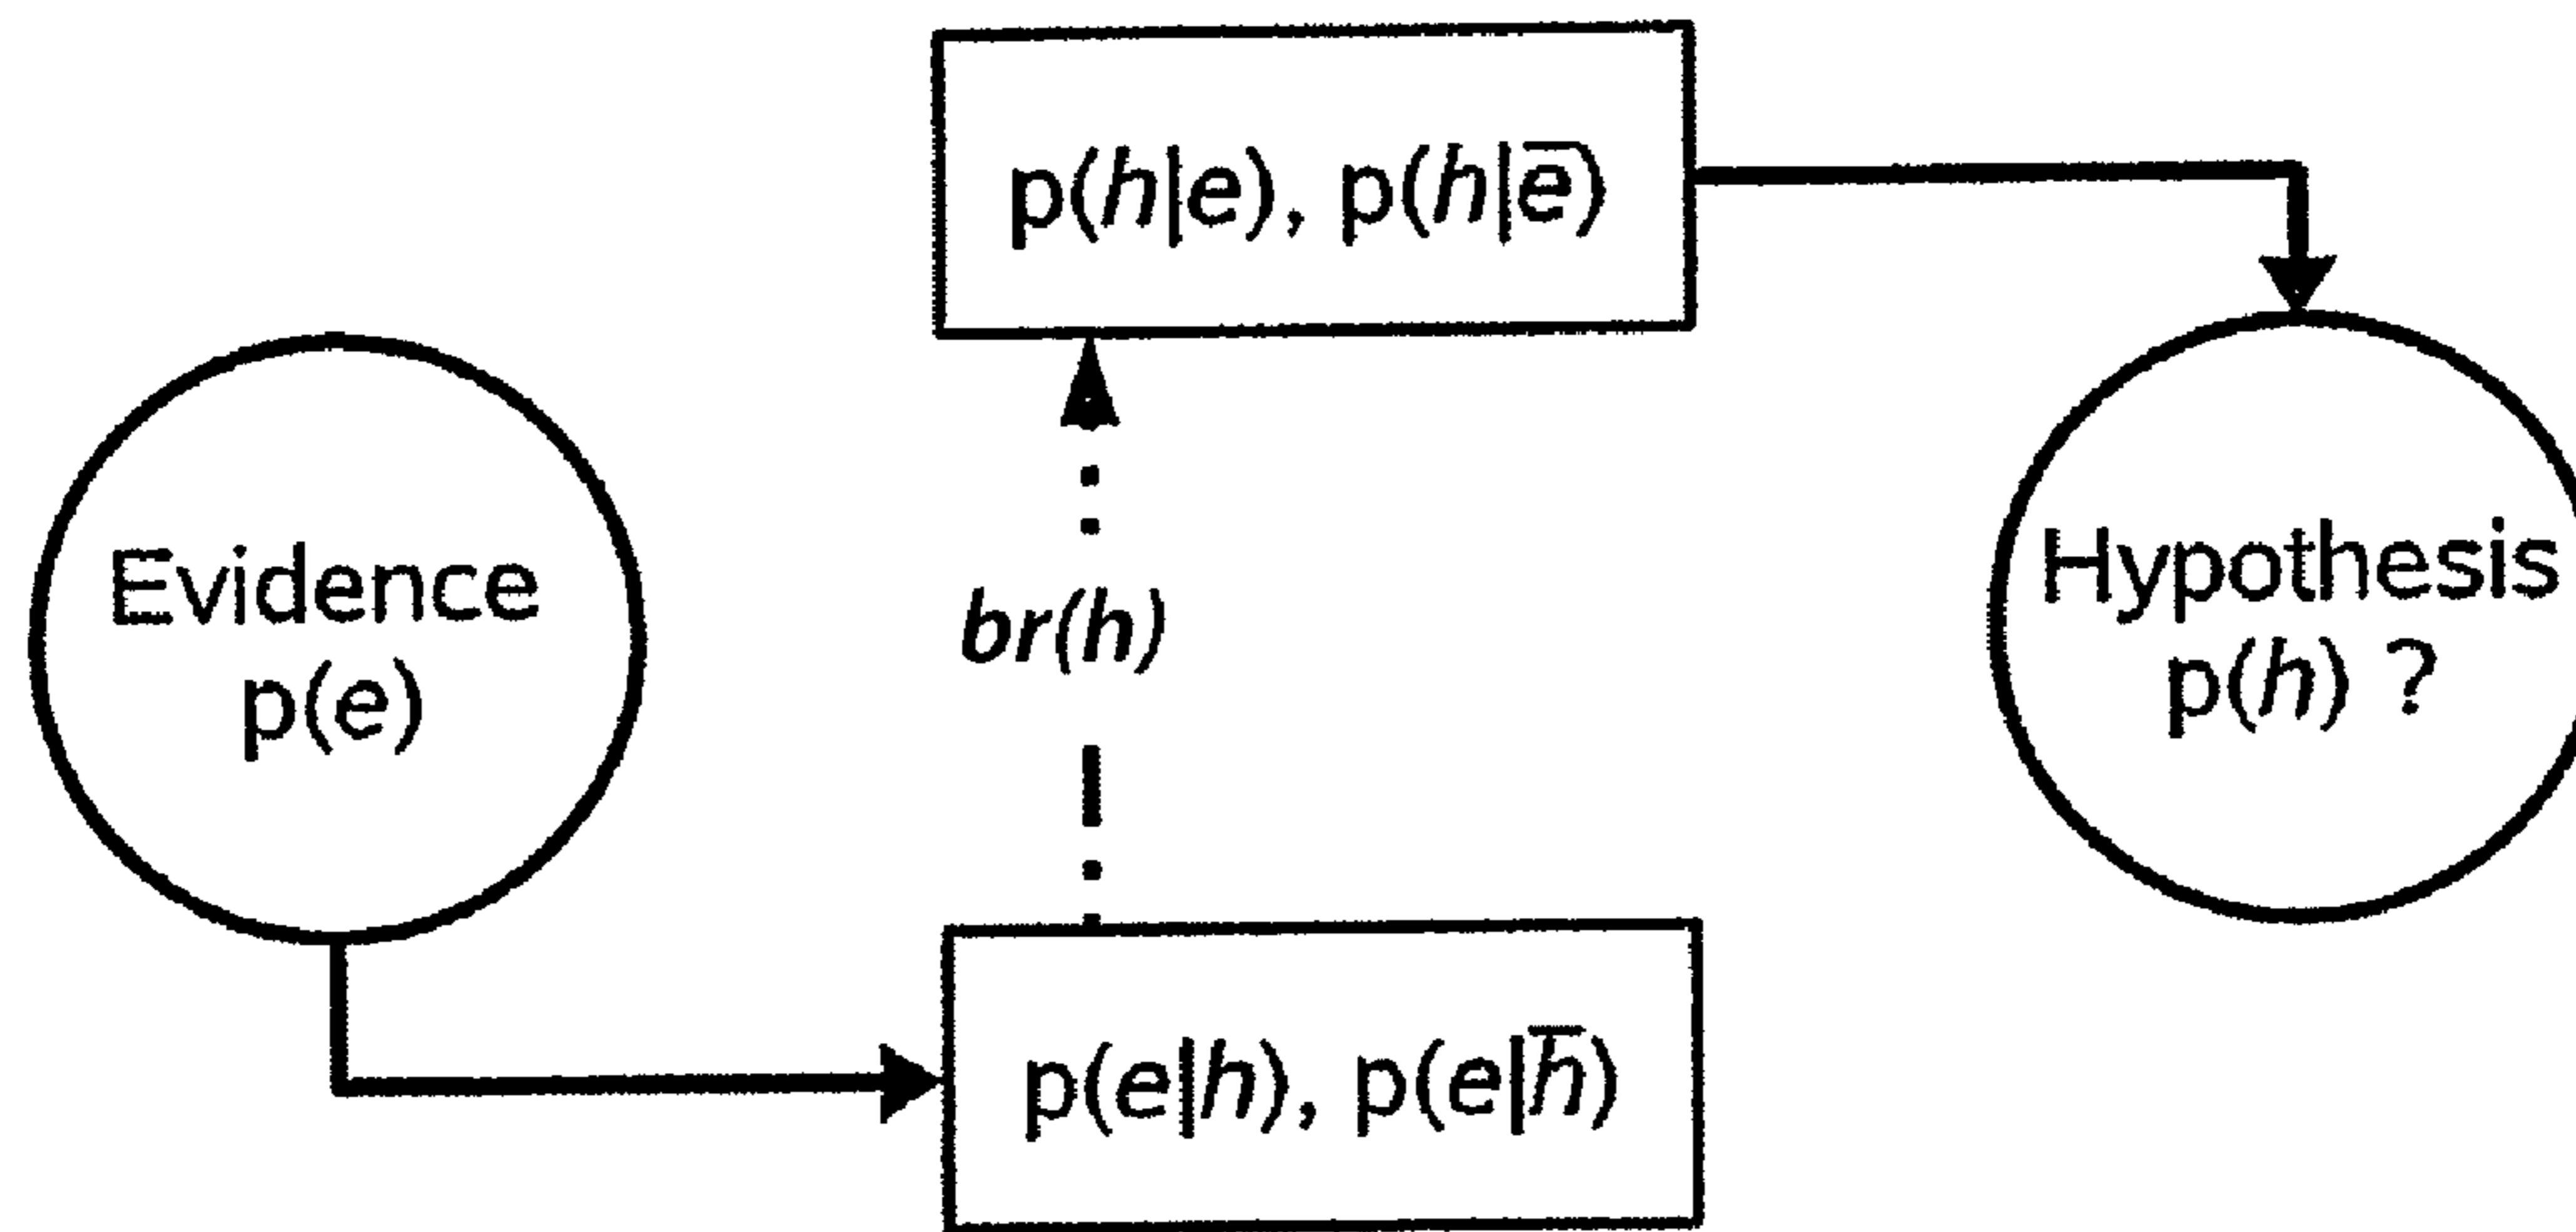 p(h|e), p(h|e̅)
Evidence
p(e)
br(h)
Hypothesis
p(h) ?
p(e|h), p(e|h̅)